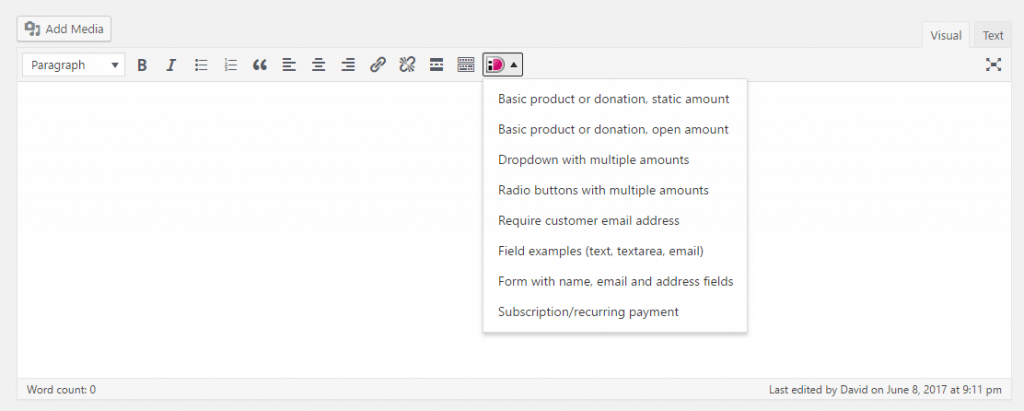 Add Media
Visual Text
Paragraph
Basic product or donation, static amount
Basic product or donation, open amount
Dropdown with multiple amounts
Radio buttons with multiple amounts
Require customer email address
Field examples (text, textarea, email)
Form with name, email and address fields
Subscription/recurring payment
Word count: 0 Last edited by David on June 8, 2017 at 9:11 pm